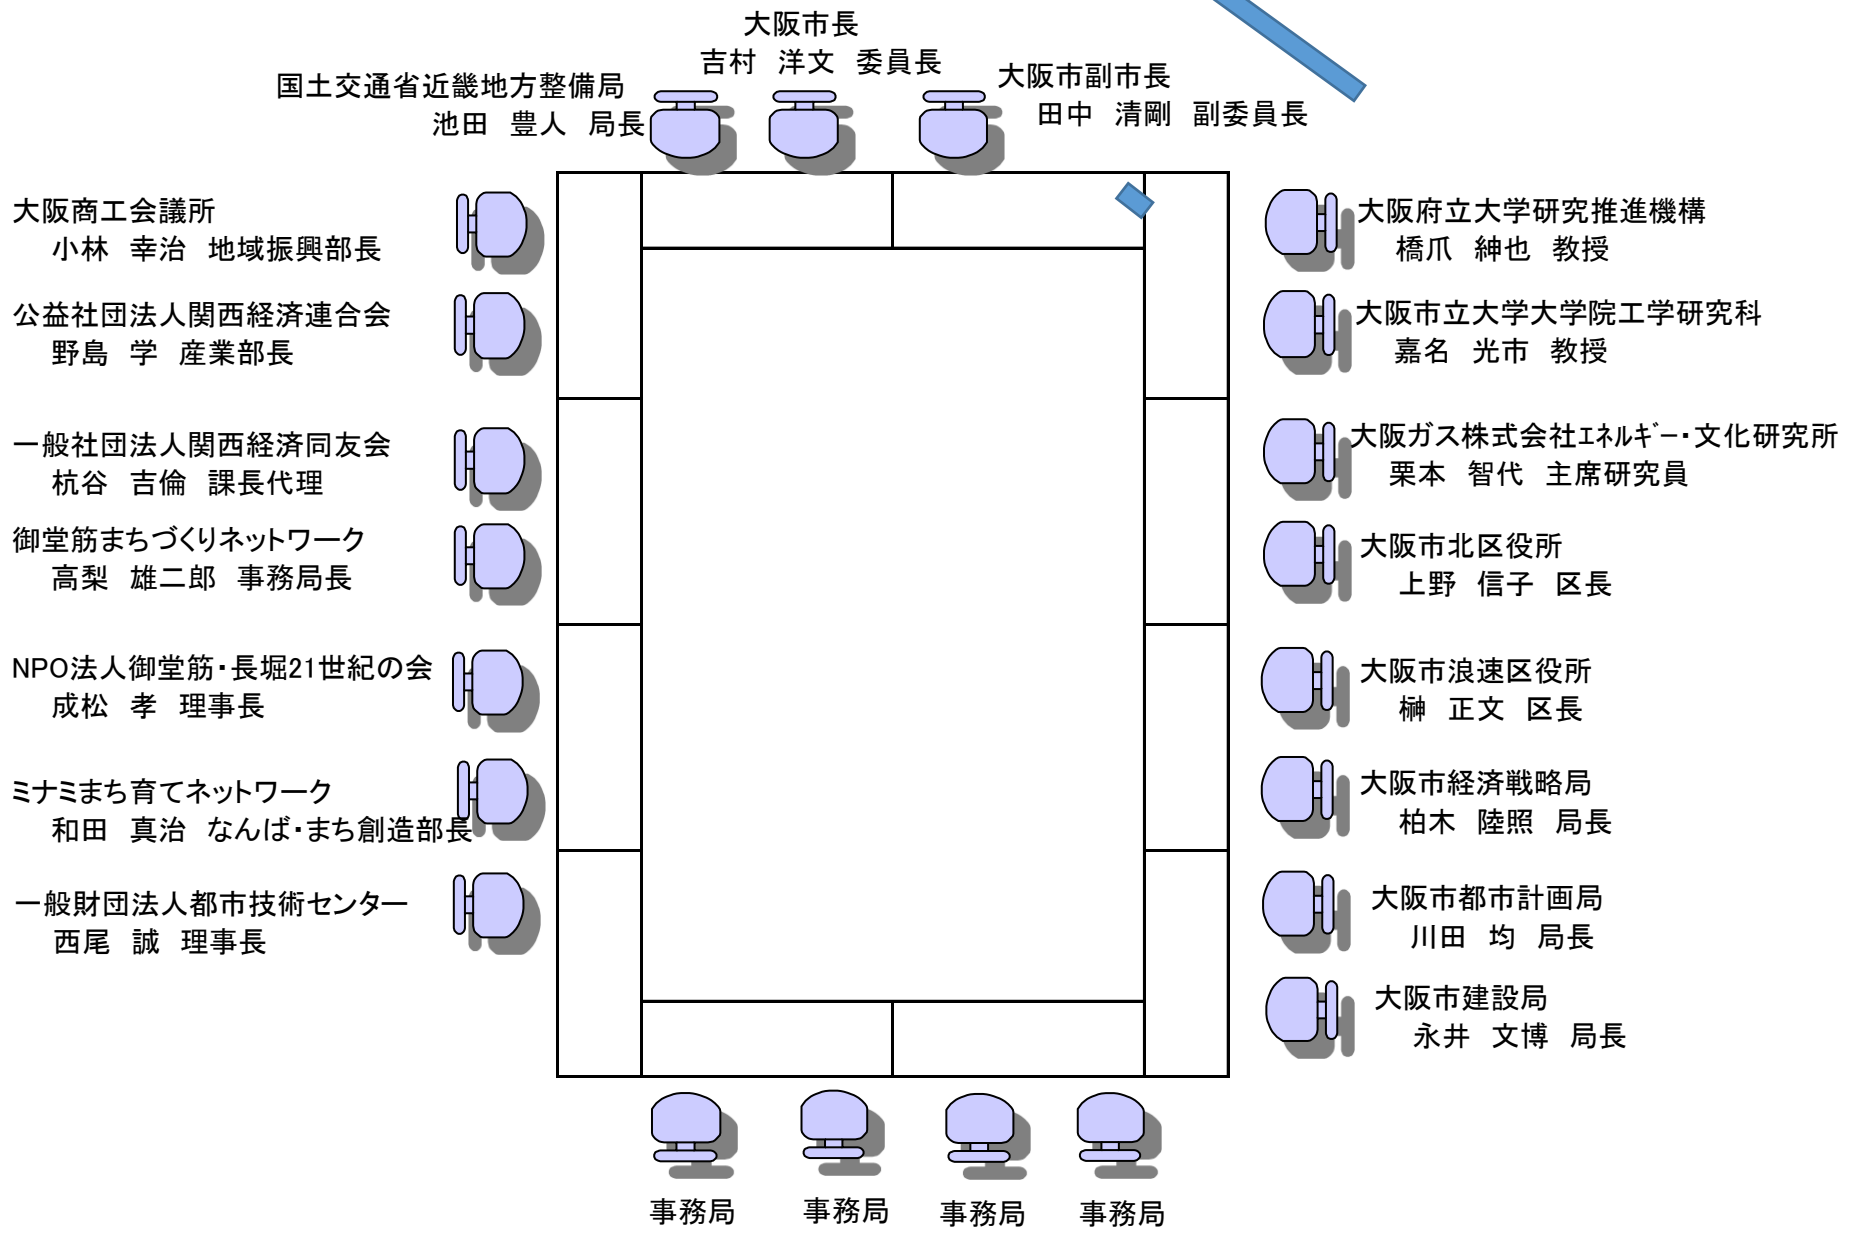 大阪市長
吉村　洋文　委員長
国土交通省近畿地方整備局
池田　豊人　局長
大阪市副市長
田中　清剛　副委員長
大阪商工会議所
小林　幸治　地域振興部長
公益社団法人関西経済連合会
野島　学　産業部長
一般社団法人関西経済同友会
杭谷　吉倫　課長代理
御堂筋まちづくりネットワーク
高梨　雄二郎　事務局長
NPO法人御堂筋・長堀21世紀の会
成松　孝　理事長
ミナミまち育てネットワーク
和田　真治　なんば・まち創造部長
一般財団法人都市技術センター
西尾　誠　理事長
大阪府立大学研究推進機構
橋爪　紳也　教授
大阪市立大学大学院工学研究科
嘉名　光市　教授
大阪ガス株式会社ｴﾈﾙｷﾞｰ・文化研究所
栗本　智代　主席研究員
大阪市北区役所
上野　信子　区長
大阪市浪速区役所
榊　正文　区長
大阪市経済戦略局
柏木　陸照　局長
大阪市都市計画局
川田　均　局長
大阪市建設局
永井　文博　局長
事務局
事務局
事務局
事務局